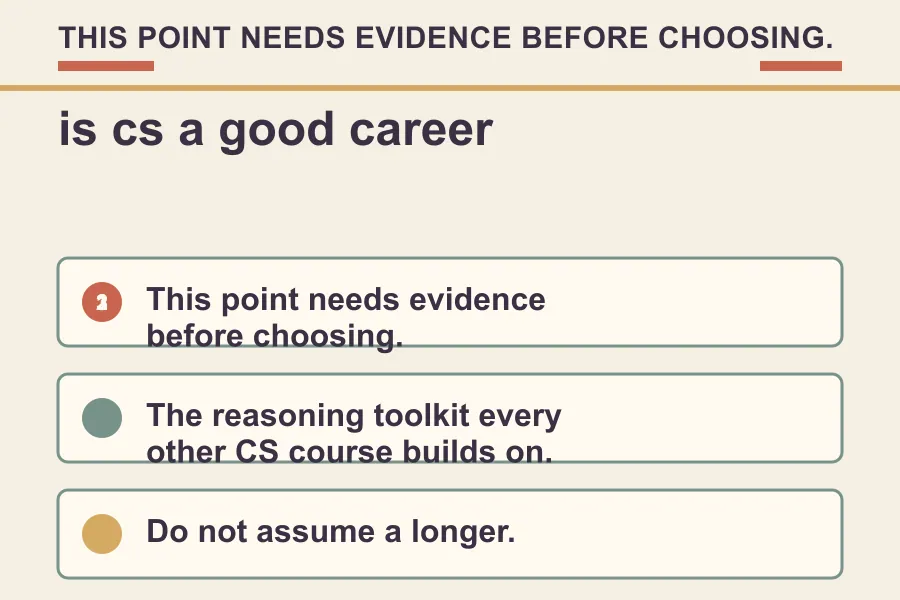 THIS POINT NEEDS EVIDENCE BEFORE CHOOSING.
is cs a good career
This point needs evidence
before choosing.
The reasoning toolkit every
other CS course builds on.
Do not assume a longer.